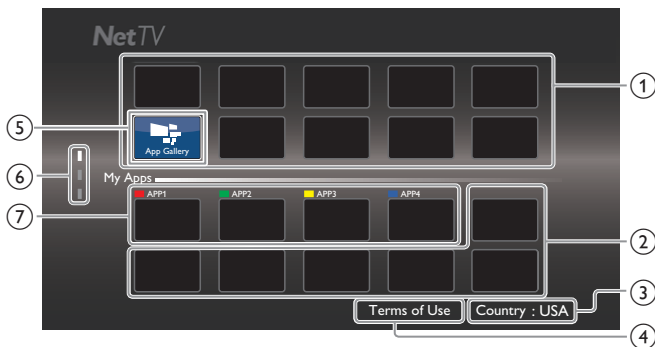 NetTV
1
5
App Gallery
6
My Apps
7
APP1 APP2 APP3 APP4
2
3
Terms of Use Country : USA
4